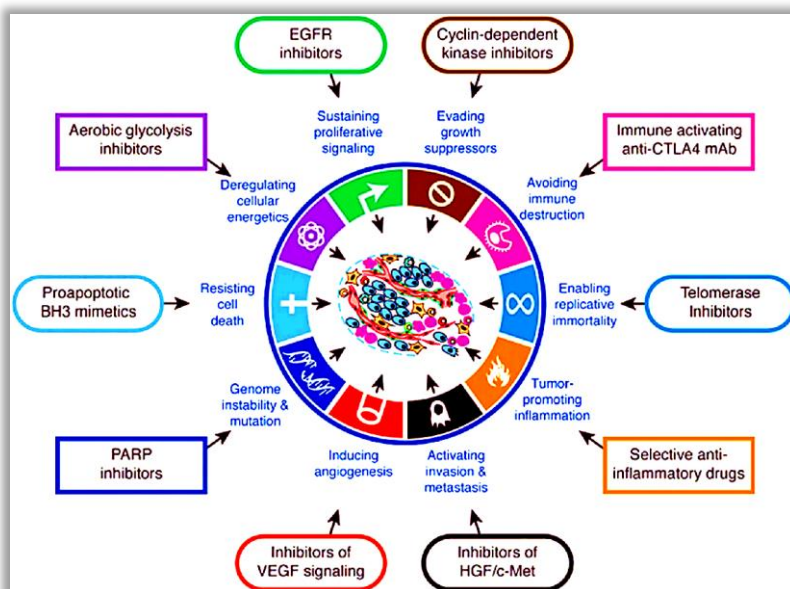 EGFR
inhibitors
Cyclin-dependent
kinase inhibitors
Sustaining
proliferative
signaling
Evading
growth
suppressors
Aerobic glycolysis
inhibitors
Immune activating
anti-CTLA4 mAb
Deregulating
cellular
energetics
Avoiding
immune
destruction
Proapoptotic
BH3 mimetics
Resisting
cell
death
Enabling
replicative
immortality
Telomerase
Inhibitors
Genome
instability &
mutation
Tumor-
promoting
inflammation
PARP
inhibitors
Inducing
angiogenesis
Activating
invasion &
metastasis
Selective anti-
inflammatory drugs
Inhibitors of
VEGF signaling
Inhibitors of
HGF/c-Met